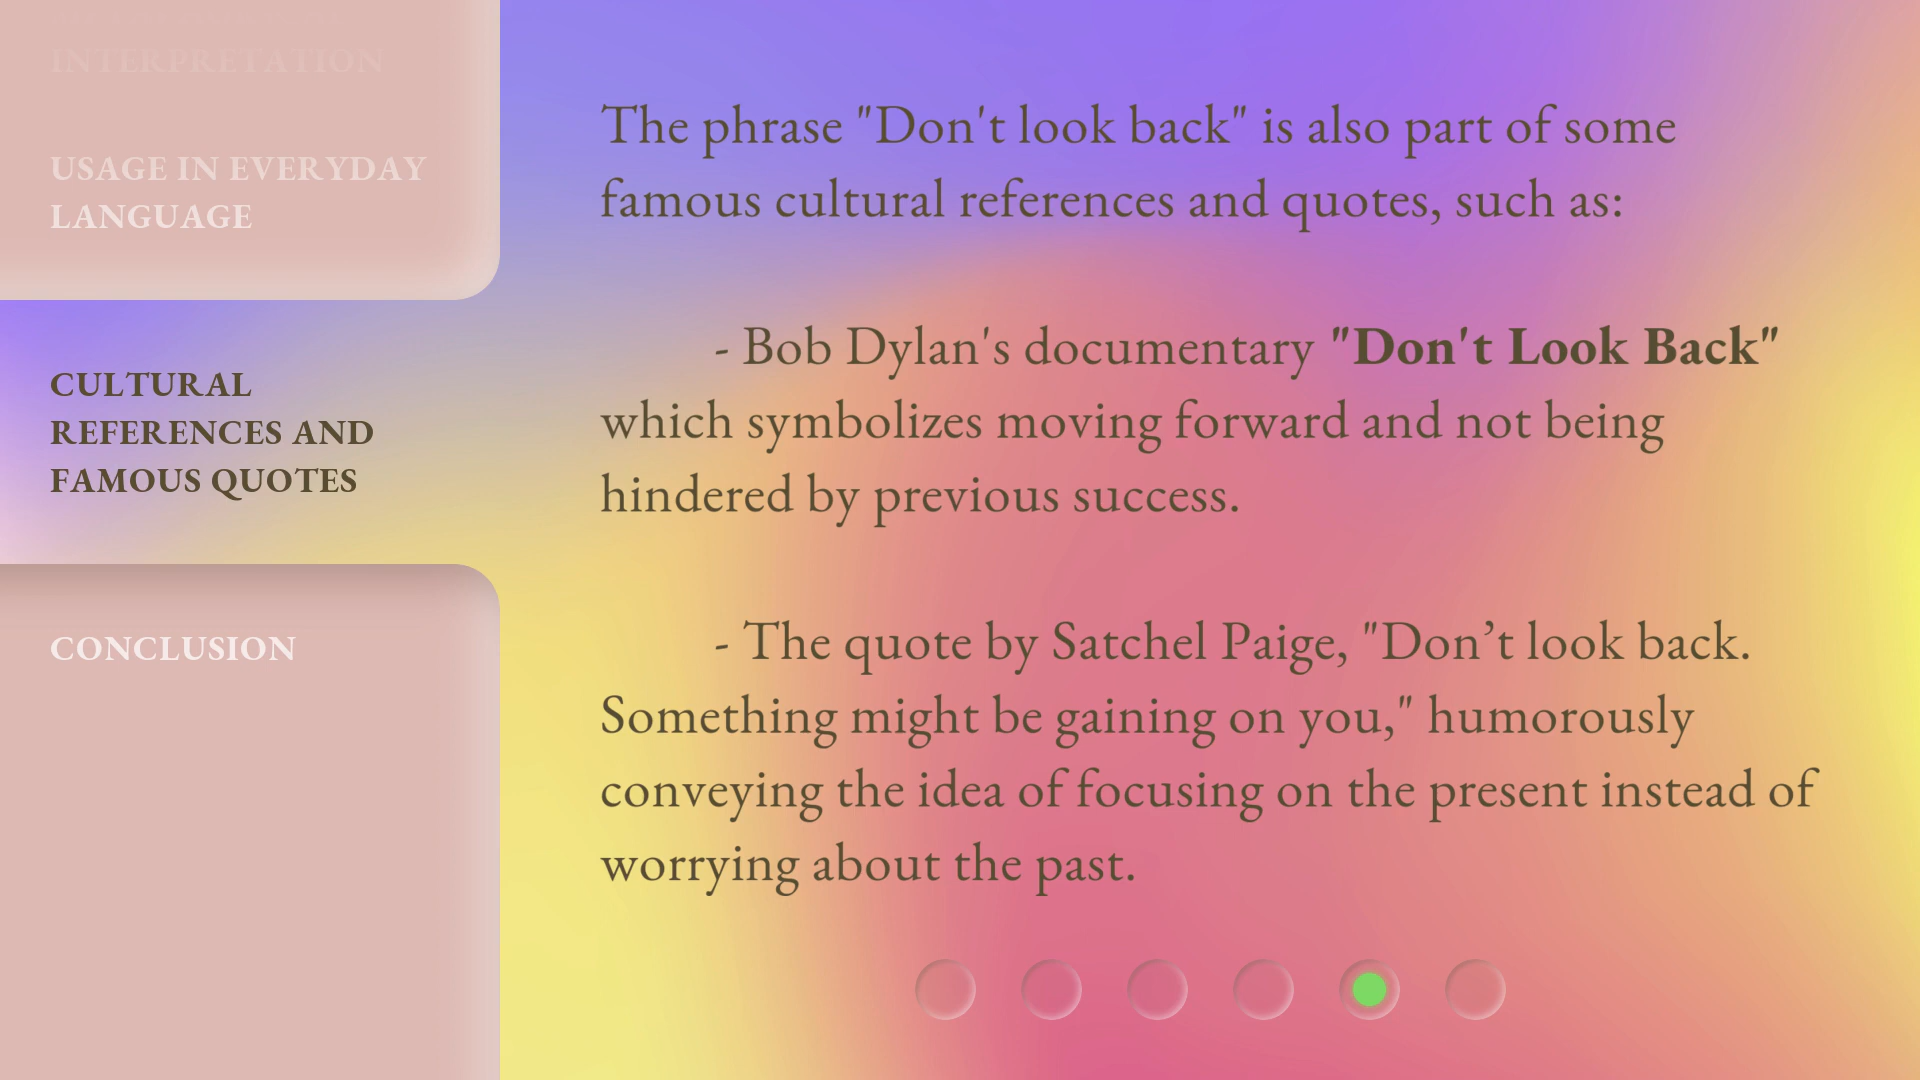 INTERPRETATION
USAGE IN EVERYDAY
LANGUAGE
CULTURAL
REFERENCES AND
FAMOUS QUOTES
CONCLUSION
The phrase "Don't look back" is also part of some
famous cultural references and quotes, such as:
- Bob Dylan's documentary "Don't Look Back"
which symbolizes moving forward and not being
hindered by previous success.
- The quote by Satchel Paige, "Don’t look back.
Something might be gaining on you," humorously
conveying the idea of focusing on the present instead of
worrying about the past.